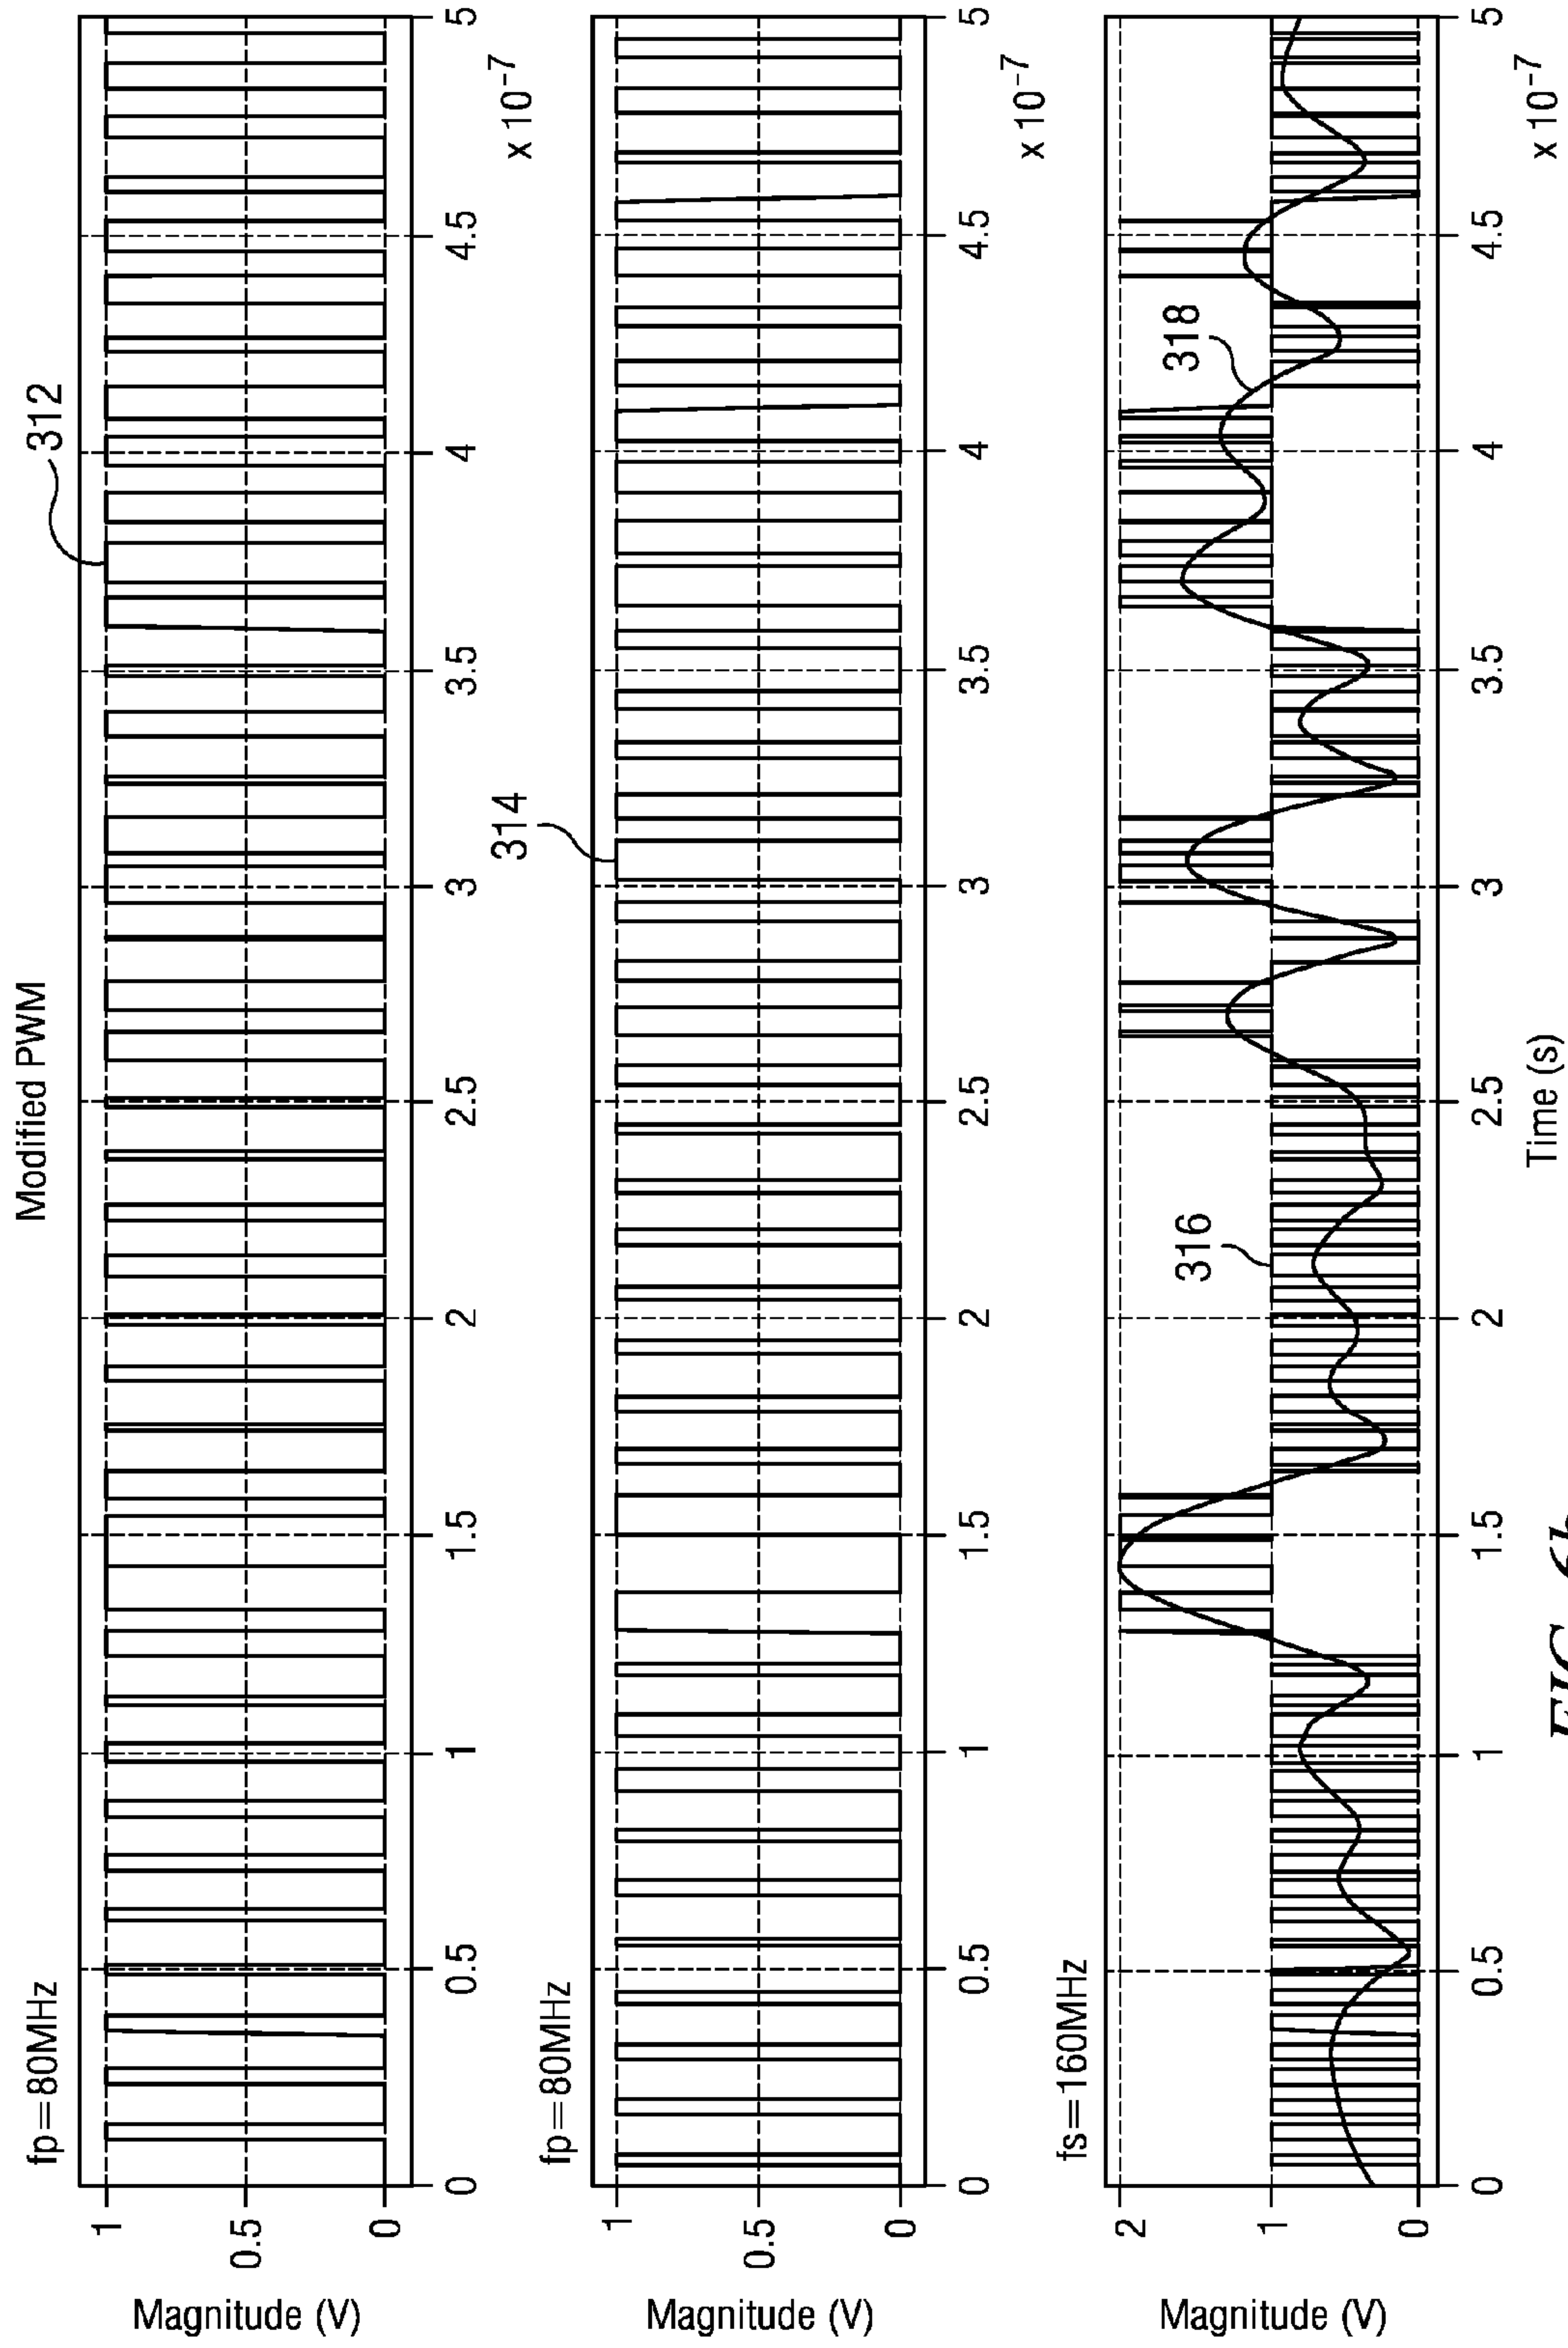 Modified PWM
fp=80MHz
312
Magnitude (V)
1
0.5
0
0 0.5 1 1.5 2 2.5 3 3.5 4 4.5 5
x 10-7
fp=80MHz
314
Magnitude (V)
1
0.5
0
0 0.5 1 1.5 2 2.5 3 3.5 4 4.5 5
x 10-7
fs=160MHz
316
318
Magnitude (V)
2
1
0
0 0.5 1 1.5 2 2.5 3 3.5 4 4.5 5
x 10-7
Time (s)
FIG. 6b